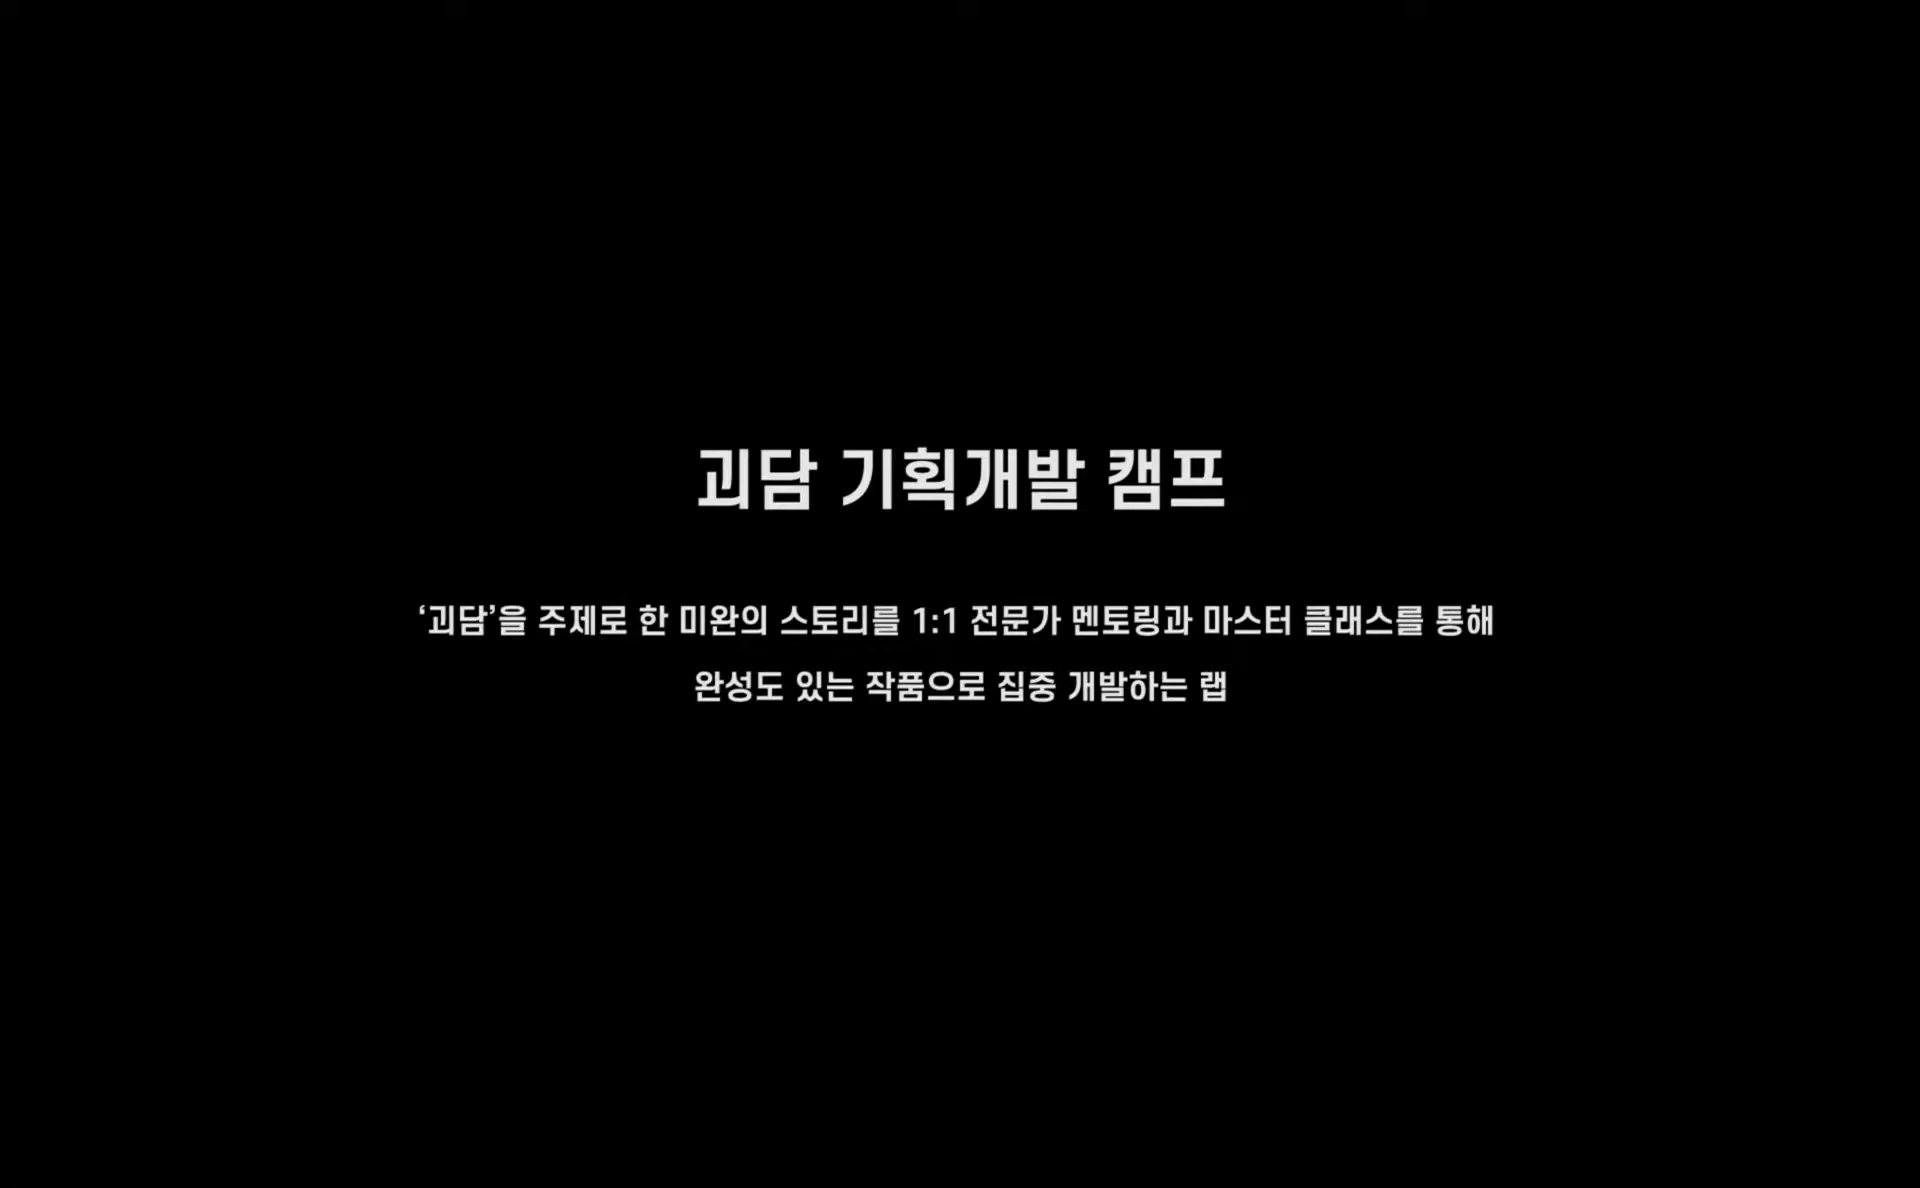 괴담 기획개발 캠프
‘괴담’을 주제로 한 미완의 스토리를 1:1 전문가 멘토링과 마스터 클래스를 통해
완성도 있는 작품으로 집중 개발하는 랩